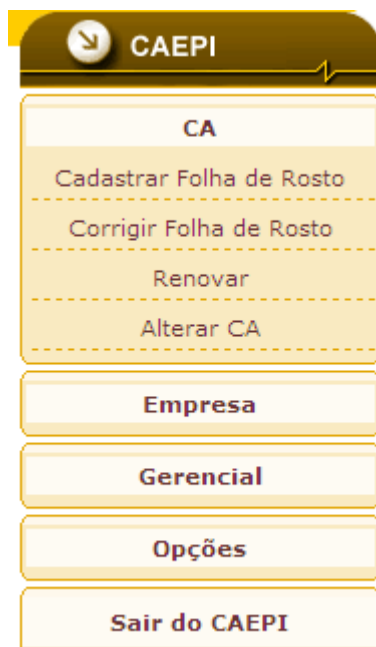 CAEPI
CA
Cadastrar Folha de Rosto
Corrigir Folha de Rosto
Renovar
Alterar CA
Empresa
Gerencial
Opções
Sair do CAEPI